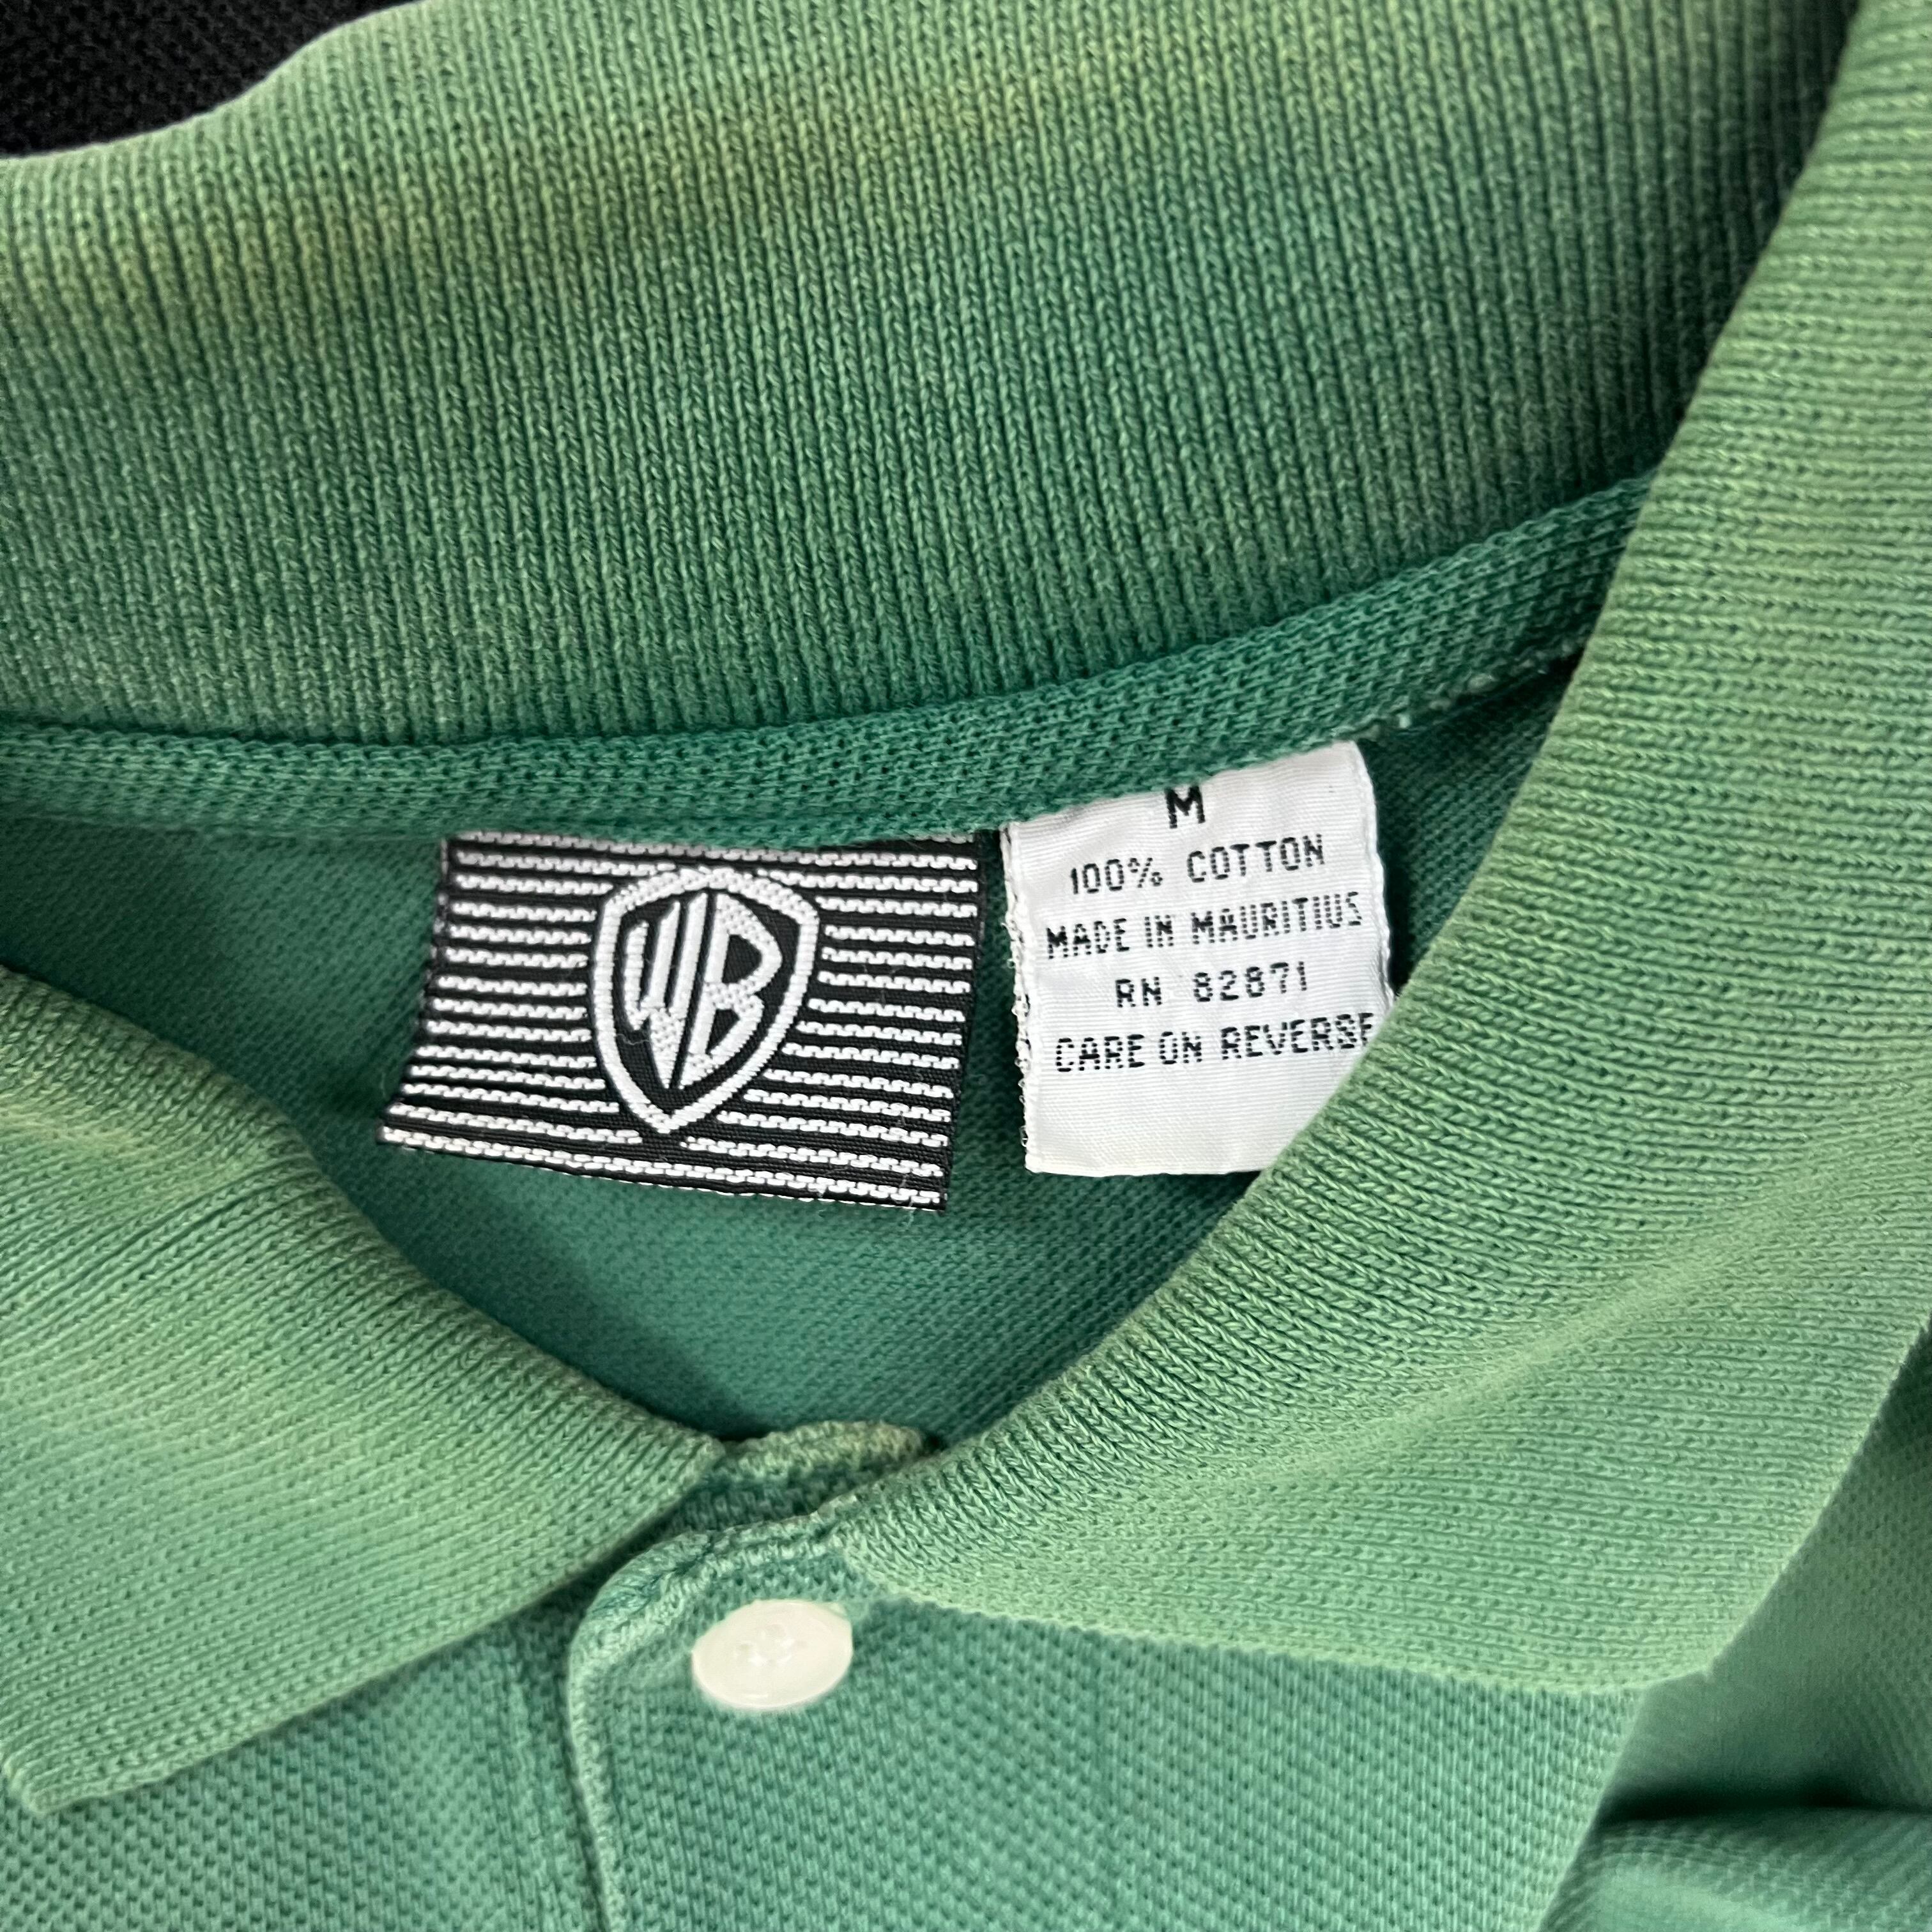 WB
M
100% COTTON
MADE IN MAURITIUS
RN 82871
CARE ON REVERSE